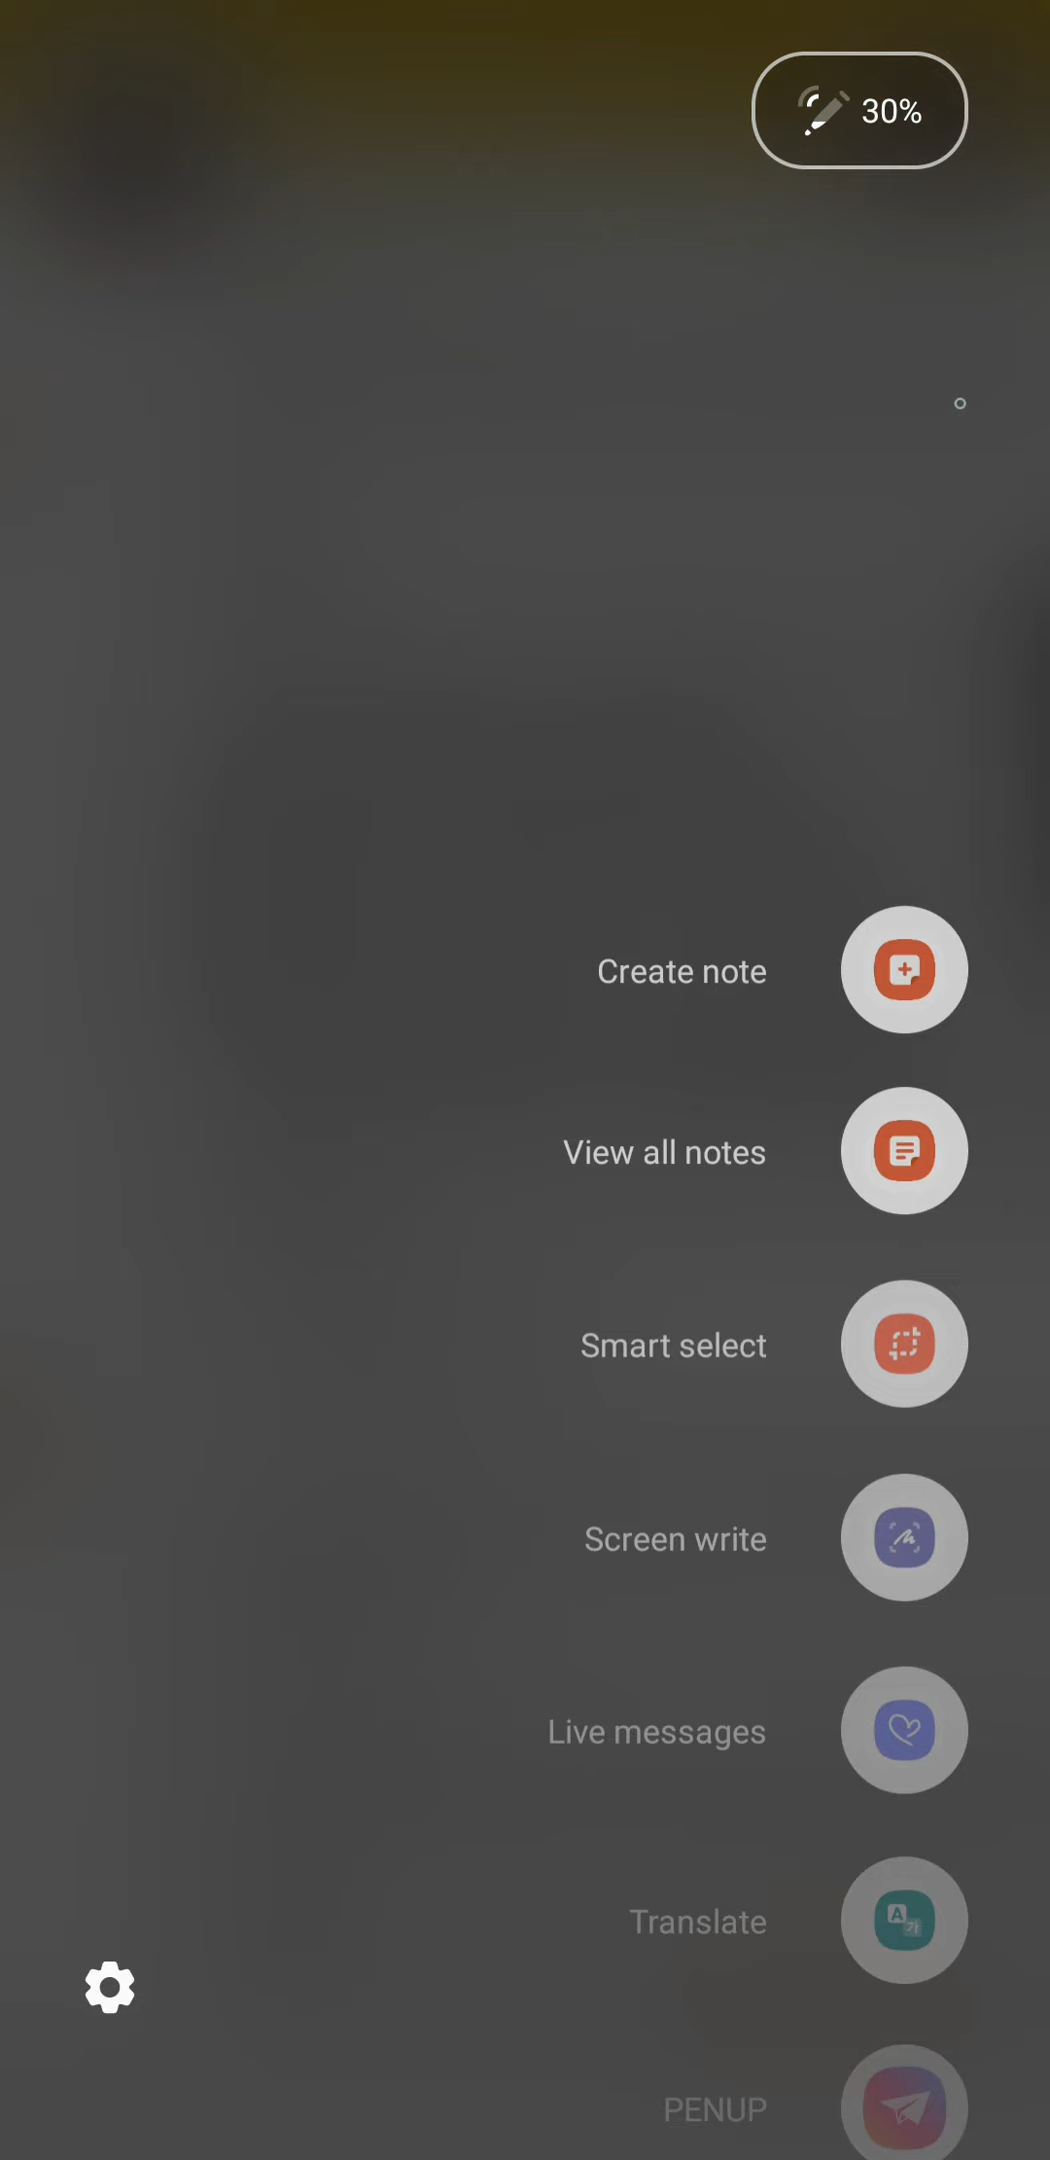 30%
Create note
View all notes
Smart select
Screen write
Live messages
Translate
PENUP